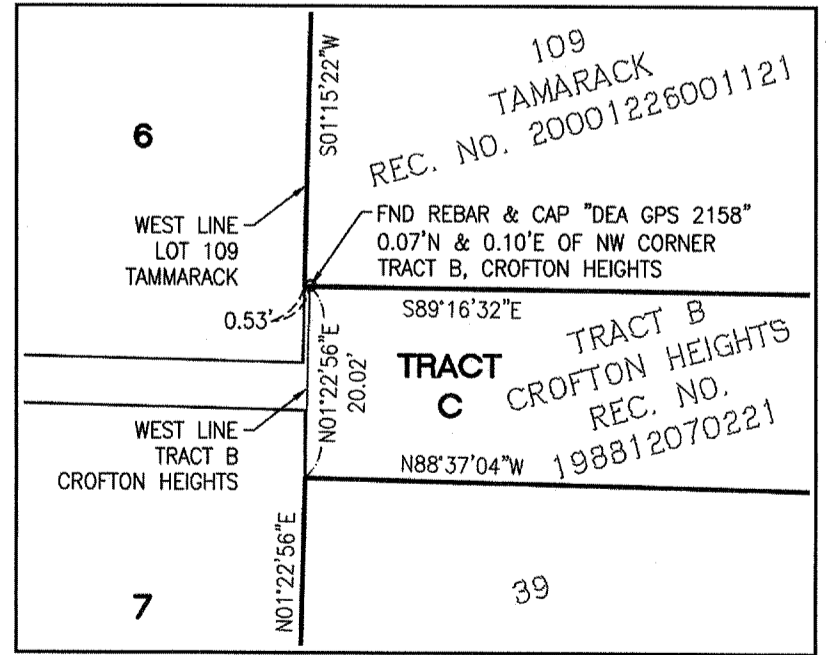 109
TAMARACK
REC. NO. 20001226001121
S01°15'22"W
6
WEST LINE
LOT 109
TAMMARACK
FND REBAR & CAP "DEA GPS 2158"
0.07'N & 0.10'E OF NW CORNER
TRACT B, CROFTON HEIGHTS
0.53'
S89°16'32"E
N01°22'56"E
20.02'
TRACT
C
TRACT B
CROFTON HEIGHTS
REC. NO.
198812070221
WEST LINE
TRACT B
CROFTON HEIGHTS
N88°37'04"W
N01°22'56"E
7
39